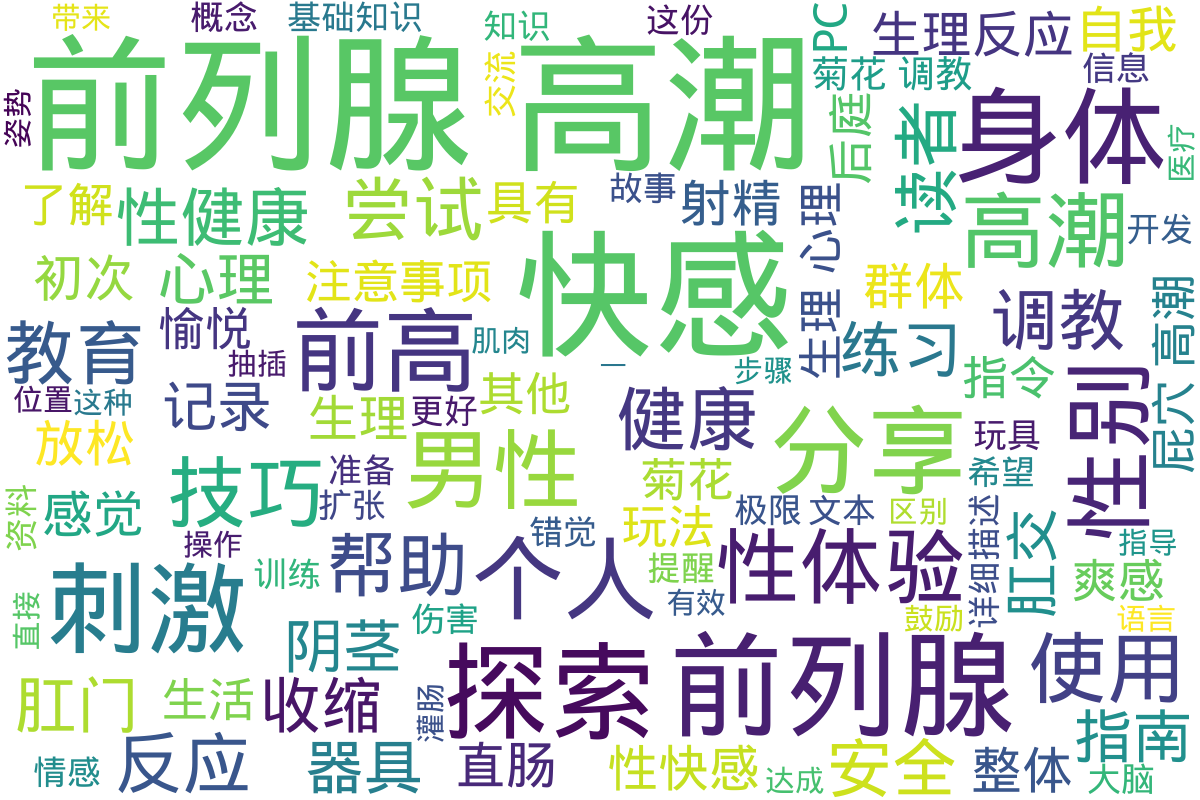 带来
概念
基础知识
知识
这份
PC
生理反应
自我
前列腺
高潮
交流
菊花
调教
信息
姿势
后庭
读者
身体
医疗
了解
性健康
尝试
具有
故事
射精
心理
高潮
开发
初次
心理
注意事项
快感
群体
生理
调教
高潮
教育
愉悦
前高
肌肉
一
步骤
练习
指令
抽插
位置
这种
记录
生理
更好
其他
健康
分享
性别
屁穴
玩具
放松
技巧
准备
男性
菊花
希望
资料
感觉
扩张
错觉
玩法
极限
文本
区别
详细描述
肛交
指导
操作
训练
帮助
个人
提醒
性体验
爽感
直接
刺激
伤害
有效
鼓励
语言
阴茎
探索
前列腺
使用
肛门
生活
收缩
灌肠
指南
情感
反应
器具
直肠
性快感
达成
安全
整体
大脑